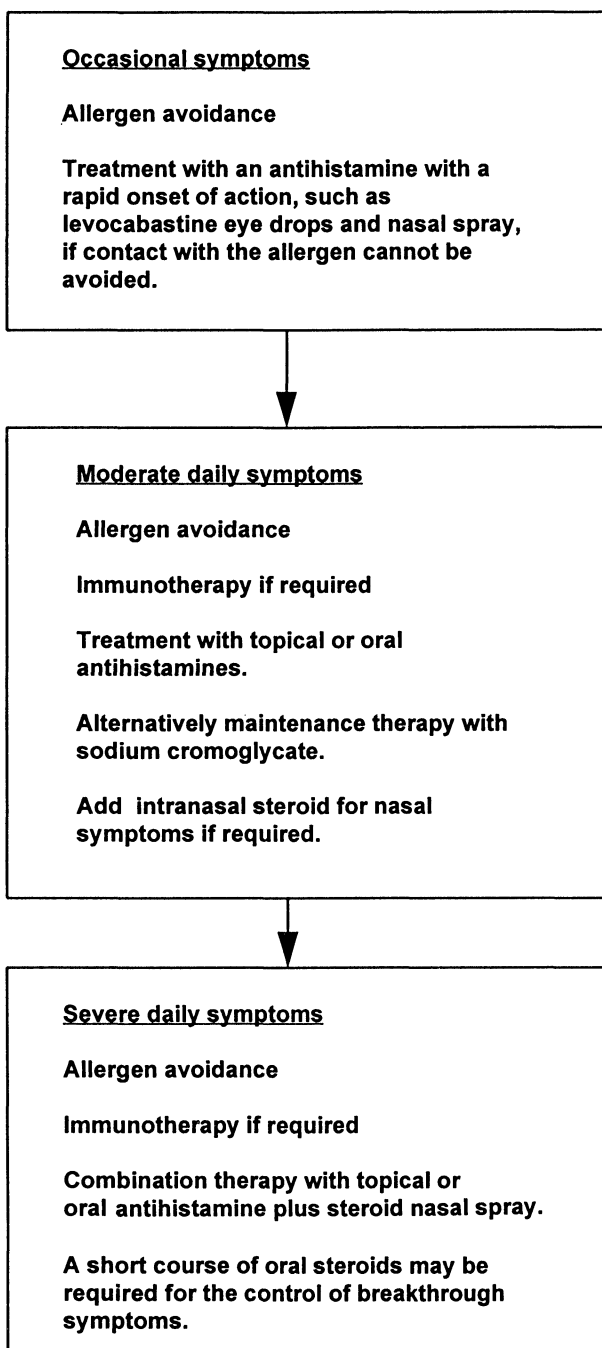 Occasional symptoms
Allergen avoidance
Treatment with an antihistamine with a
rapid onset of action, such as
levocabastine eye drops and nasal spray,
if contact with the allergen cannot be
avoided.
Moderate daily symptoms
Allergen avoidance
Immunotherapy if required
Treatment with topical or oral
antihistamines.
Alternatively maintenance therapy with
sodium cromoglycate.
Add intranasal steroid for nasal
symptoms if required.
Severe daily symptoms
Allergen avoidance
Immunotherapy if required
Combination therapy with topical or
oral antihistamine plus steroid nasal spray.
A short course of oral steroids may be
required for the control of breakthrough
symptoms.